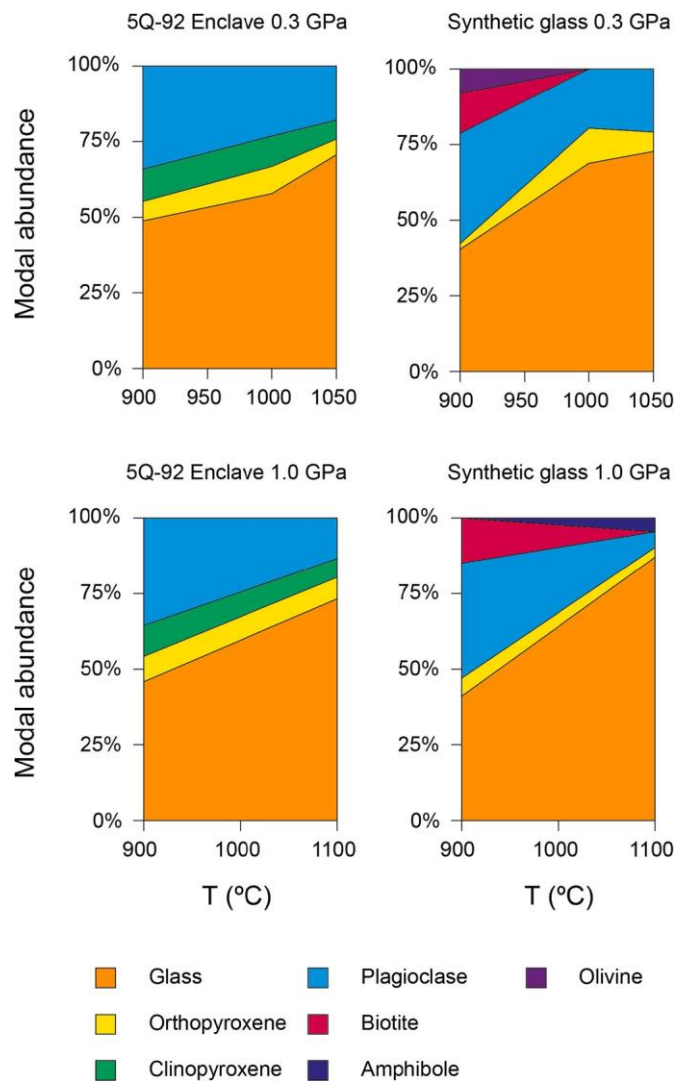 5Q-92 Enclave 0.3 GPa
Modal abundance
100%
75%
50%
25%
0%
900 950 1000 1050
Synthetic glass 0.3 GPa
100%
75%
50%
25%
0%
900 950 1000 1050
5Q-92 Enclave 1.0 GPa
Modal abundance
100%
75%
50%
25%
0%
900 1000 1100
T (ºC)
Synthetic glass 1.0 GPa
100%
75%
50%
25%
0%
900 1000 1100
T (ºC)
Glass Plagioclase Olivine
Orthopyroxene Biotite
Clinopyroxene Amphibole